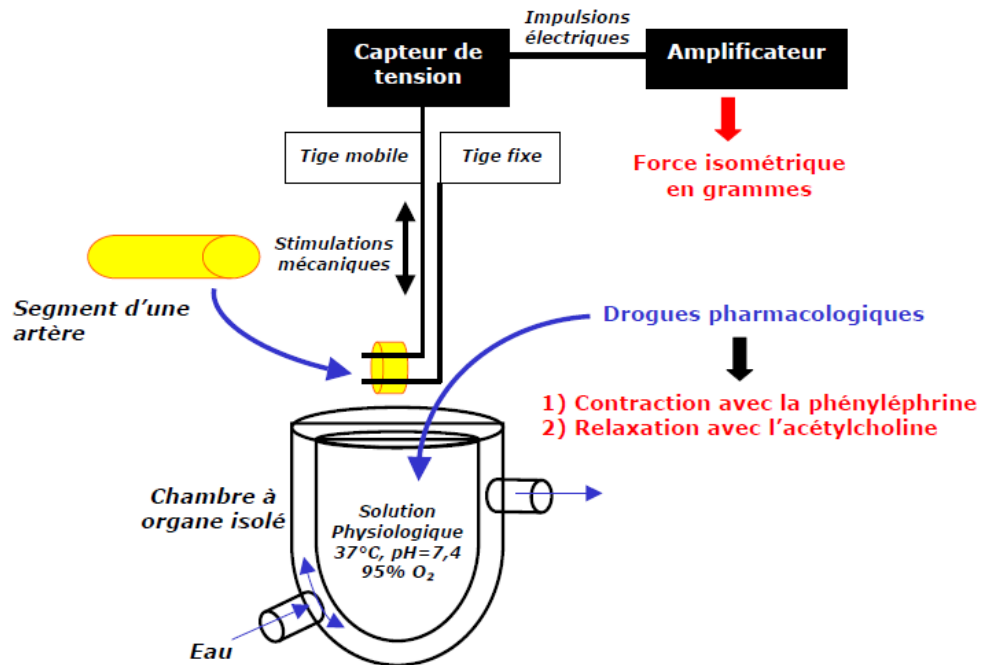 Impulsions
électriques
Capteur de
tension
Amplificateur
Tige mobile
Tige fixe
Force isométrique
en grammes
Stimulations
mécaniques
Segment d'une
artère
Drogues pharmacologiques
1) Contraction avec la phényléphrine
2) Relaxation avec l'acétylcholine
Chambre à
organe isolé
Solution
Physiologique
37°C, pH=7,4
95% O₂
Eau